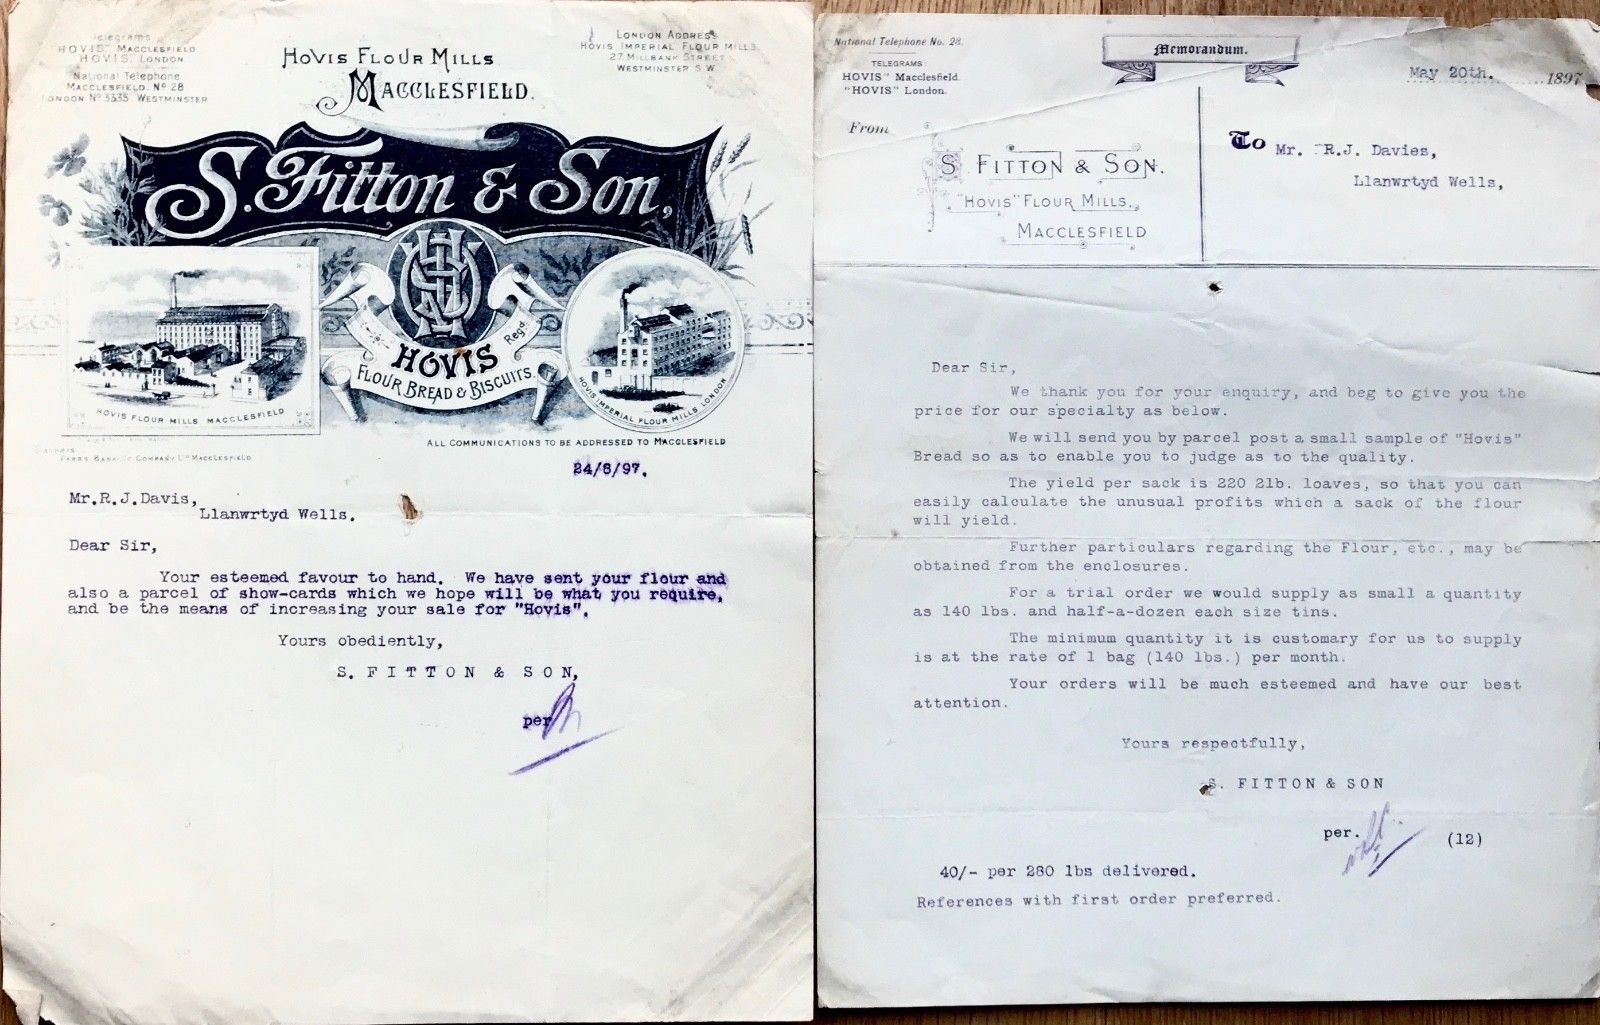 Telegrams
"HOVIS" MACCLESFIELD
"HOVIS" LONDON
National Telephone
MACCLESFIELD. No 28
LONDON No 3335 WESTMINSTER
HOVIS FLOUR MILLS
MACCLESFIELD.
LONDON ADDRESS
HOVIS IMPERIAL FLOUR MILLS
27 MILLBANK STREET
WESTMINSTER S.W.
S. Fitton & Son,
HOVIS Regd.
FLOUR BREAD & BISCUITS.
HOVIS FLOUR MILLS MACCLESFIELD
HOVIS IMPERIAL FLOUR MILLS LONDON
ALL COMMUNICATIONS TO BE ADDRESSED TO MACCLESFIELD
Bankers
PARRS BANKING COMPANY LTD MACCLESFIELD
24/6/97.
Mr.R.J.Davis,
Llanwrtyd Wells.
Dear Sir,
Your esteemed favour to hand. We have sent your flour and
also a parcel of show-cards which we hope will be what you require,
and be the means of increasing your sale for "Hovis".
Yours obediently,
S. FITTON & SON,
per
National Telephone No. 28.
TELEGRAMS:
HOVIS" Macclesfield.
"HOVIS" London.
Memorandum.
May 20th. 1897
From
S. FITTON & SON.
"HOVIS" FLOUR MILLS,
MACCLESFIELD
To Mr. R.J. Davies,
Llanwrtyd Wells,
Dear Sir,
We thank you for your enquiry, and beg to give you the
price for our specialty as below.
We will send you by parcel post a small sample of "Hovis"
Bread so as to enable you to judge as to the quality.
The yield per sack is 220 2lb. loaves, so that you can
easily calculate the unusual profits which a sack of the flour
will yield.
Further particulars regarding the Flour, etc., may be
obtained from the enclosures.
For a trial order we would supply as small a quantity
as 140 lbs. and half-a-dozen each size tins.
The minimum quantity it is customary for us to supply
is at the rate of 1 bag (140 lbs.) per month.
Your orders will be much esteemed and have our best
attention.
Yours respectfully,
S. FITTON & SON
per.
(12)
40/- per 280 lbs delivered.
References with first order preferred.